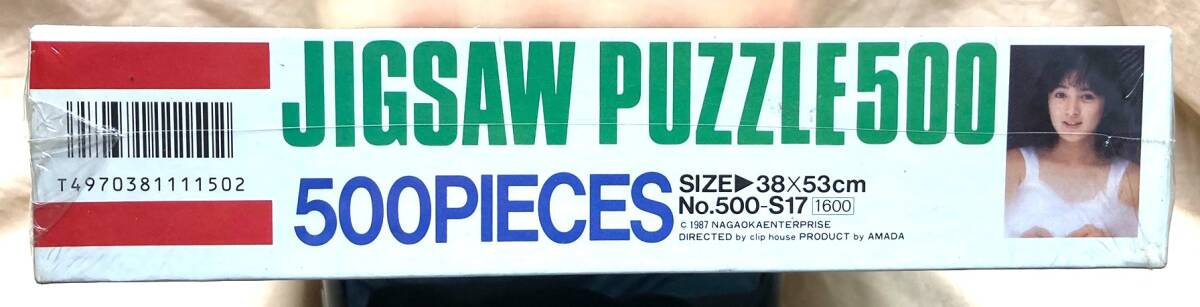 JIGSAW PUZZLE500
T4970381111502
500PIECES
SIZE▶38×53cm
No.500-S17 1600
© 1987 NAGAOKAENTERPRISE
DIRECTED by clip house PRODUCT by AMADA